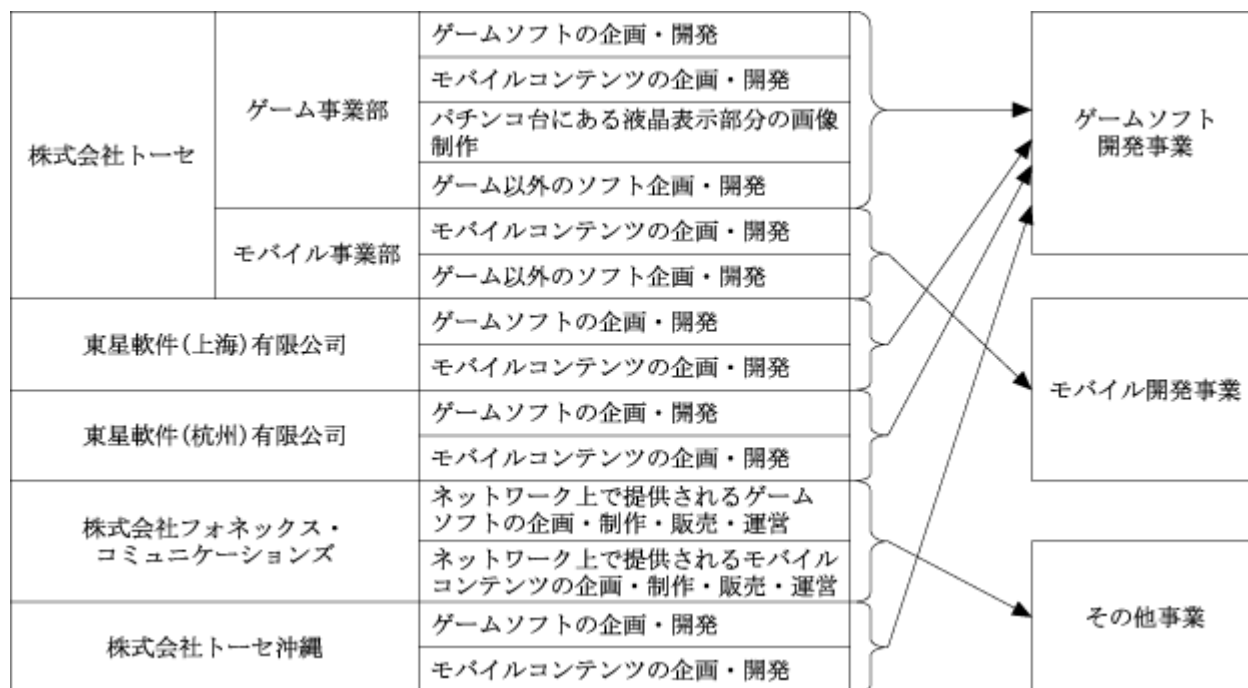 株式会社トーセ
ゲーム事業部
ゲームソフトの企画・開発
モバイルコンテンツの企画・開発
パチンコ台にある液晶表示部分の画像
制作
ゲーム以外のソフト企画・開発
モバイル事業部
モバイルコンテンツの企画・開発
ゲーム以外のソフト企画・開発
東星軟件(上海)有限公司
ゲームソフトの企画・開発
モバイルコンテンツの企画・開発
東星軟件(杭州)有限公司
ゲームソフトの企画・開発
モバイルコンテンツの企画・開発
株式会社フォネックス・
コミュニケーションズ
ネットワーク上で提供されるゲーム
ソフトの企画・制作・販売・運営
ネットワーク上で提供されるモバイル
コンテンツの企画・制作・販売・運営
株式会社トーセ沖縄
ゲームソフトの企画・開発
モバイルコンテンツの企画・開発
ゲームソフト
開発事業
モバイル開発事業
その他事業